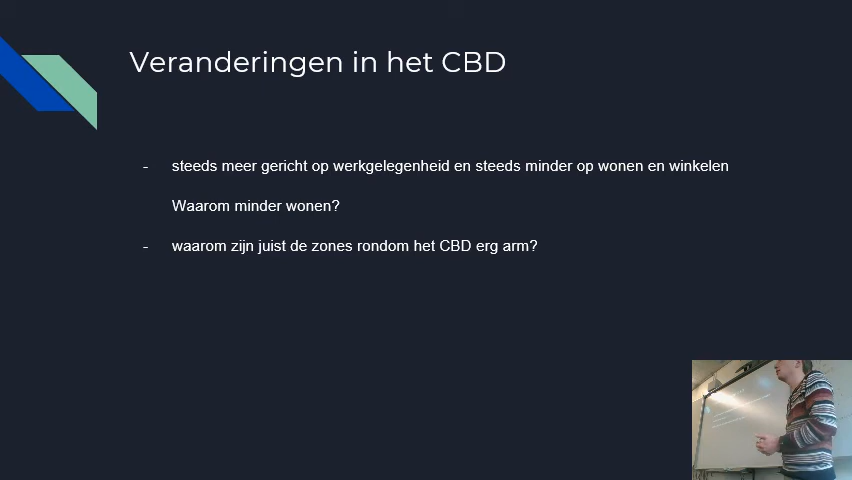 Veranderingen in het CBD
- steeds meer gericht op werkgelegenheid en steeds minder op wonen en winkelen
Waarom minder wonen?
- waarom zijn juist de zones rondom het CBD erg arm?